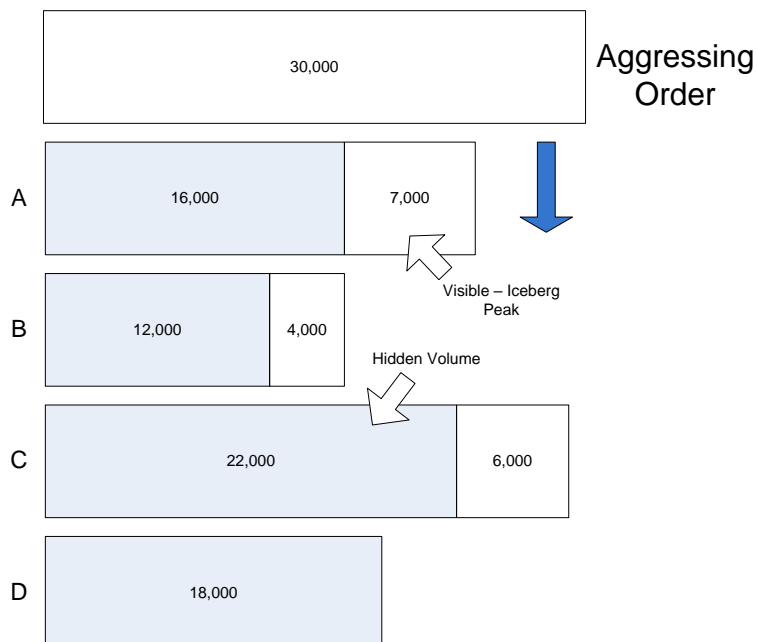 30,000
Aggressing
Order
A
16,000
7,000
Visible – Iceberg
Peak
B
12,000
4,000
Hidden Volume
C
22,000
6,000
D
18,000